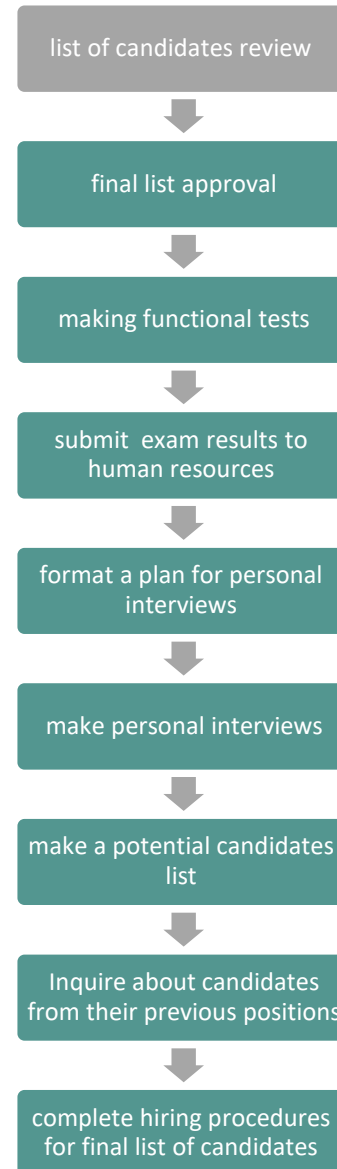 list of candidates review
final list approval
making functional tests
submit exam results to
human resources
format a plan for personal
interviews
make personal interviews
make a potential candidates
list
Inquire about candidates
from their previous positions
complete hiring procedures
for final list of candidates